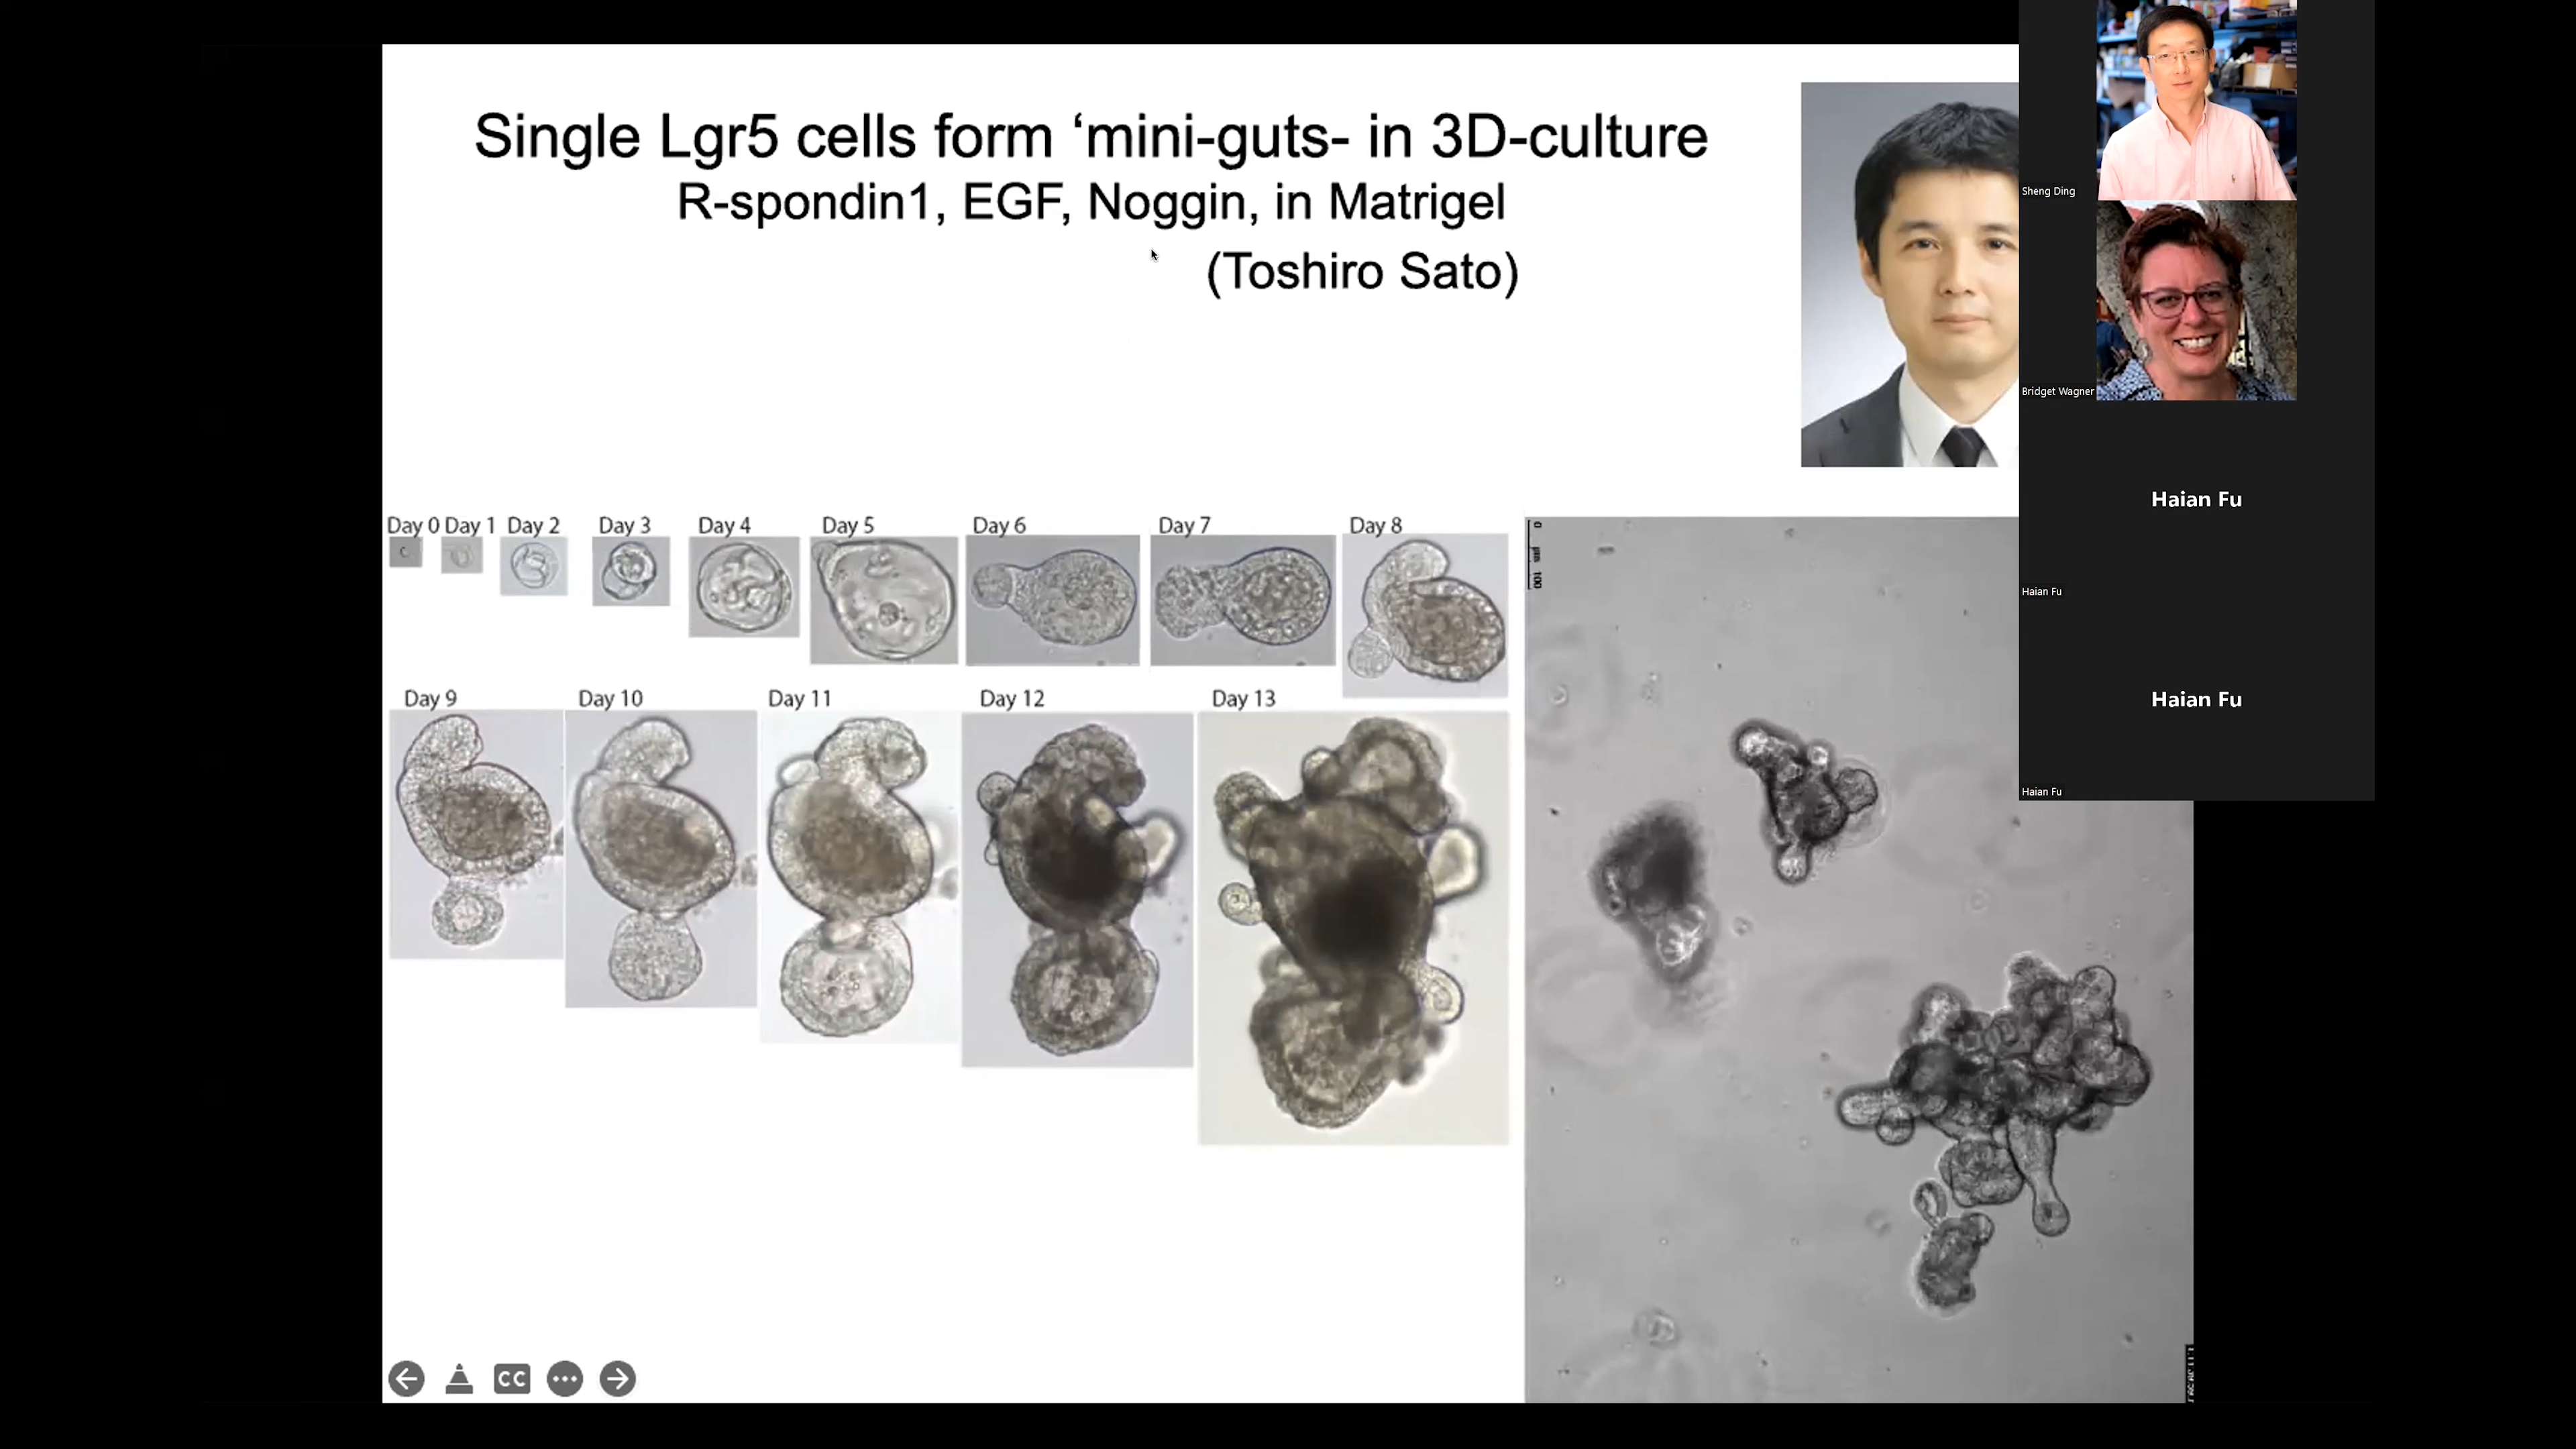 Single Lgr5 cells form ‘mini-guts- in 3D-culture
R-spondin1, EGF, Noggin, in Matrigel
(Toshiro Sato)
Sheng Ding
Bridget Wagner
Haian Fu
Haian Fu
Haian Fu
Haian Fu
Day 0 Day 1 Day 2 Day 3 Day 4 Day 5 Day 6 Day 7 Day 8
0 µm 100
Day 9 Day 10 Day 11 Day 12 Day 13
CC